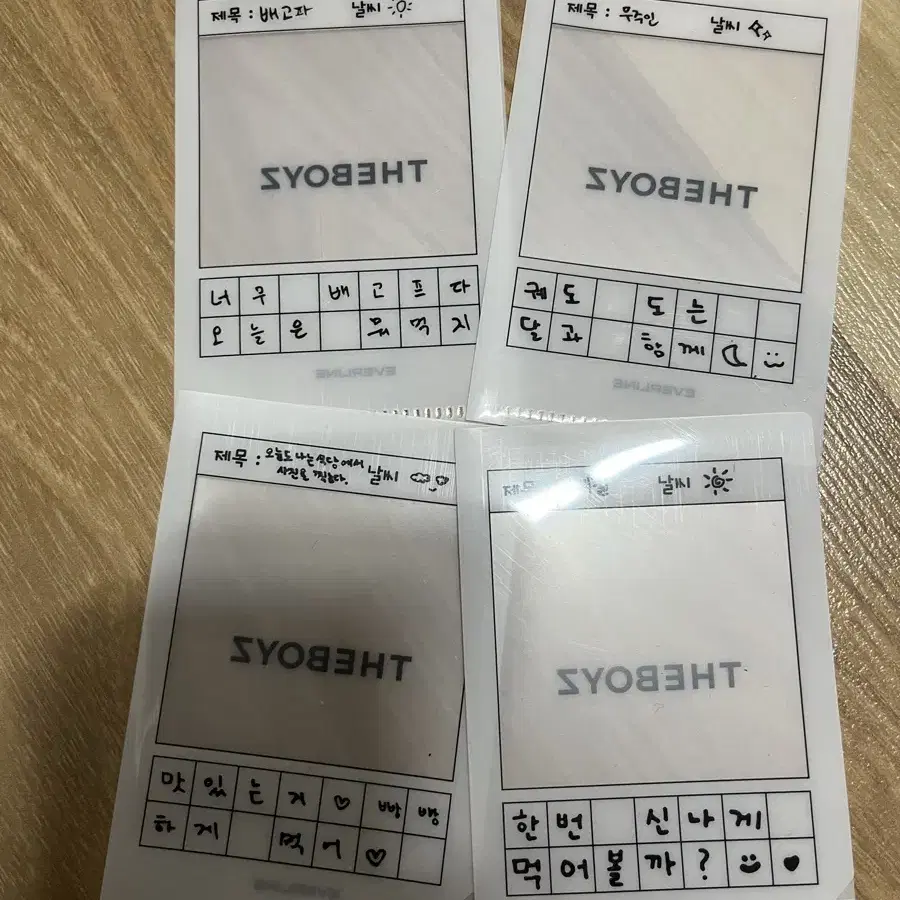 제목 : 배고파 날씨
THEBOYZ
너무 배고프다
오늘은 뭐먹지
EVERLINE
제목 : 우주인 날씨
THEBOYZ
궤도 도는
달과 함께
EVERLINE
제목 : 오늘도 나는 식당에서
사진을 찍는다. 날씨
THEBOYZ
맛있는거♡빵빵
하게 먹어♡
EVERLINE
제목 날씨
THEBOYZ
한번 신나게
먹어볼까?